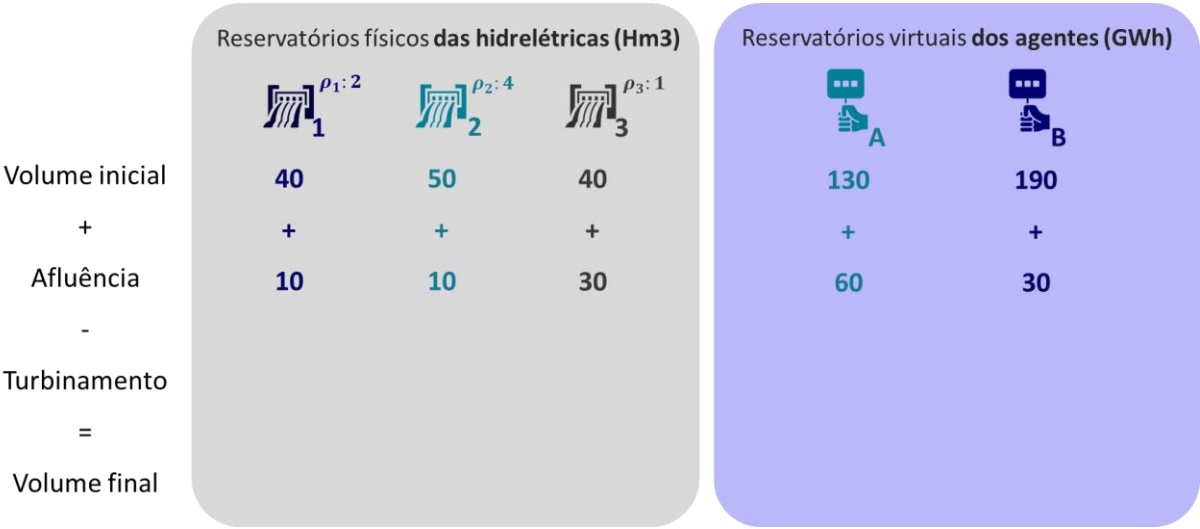 Reservatórios físicos das hidrelétricas (Hm3)
Reservatórios virtuais dos agentes (GWh)
ρ₁: 2
ρ₂: 4
ρ₃: 1
1
2
3
A
B
Volume inicial
40
50
40
130
190
+
+
+
+
+
+
Afluência
10
10
30
60
30
-
Turbinamento
=
Volume final